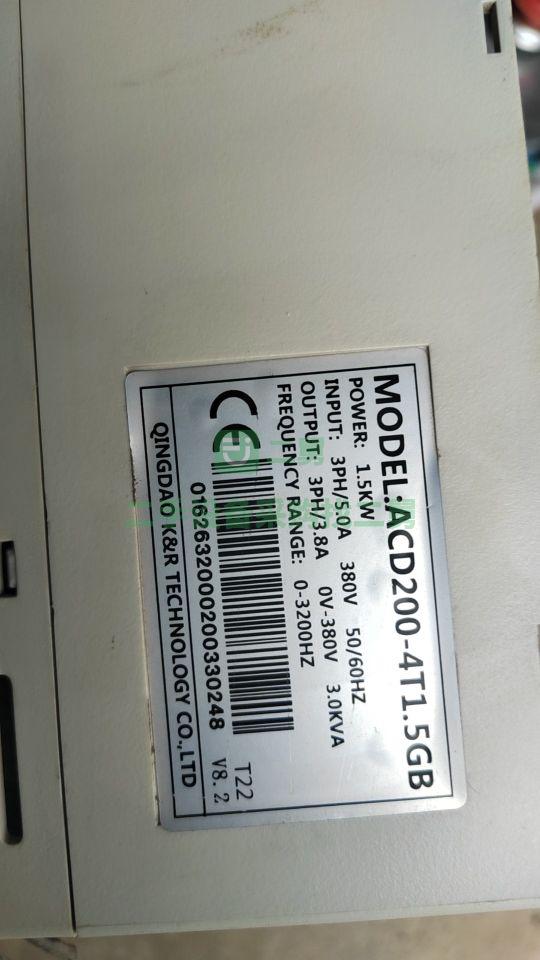 MODEL:ACD200-4T1.5GB
POWER: 1.5KW
INPUT: 3PH/5.0A 380V 50/60HZ
OUTPUT: 3PH/3.8A 0V-380V 3.0KVA
FREQUENCY RANGE: 0-3200HZ
CE
T22
0162632000200330248 V8.2
QINGDAO K&R TECHNOLOGY CO.,LTD